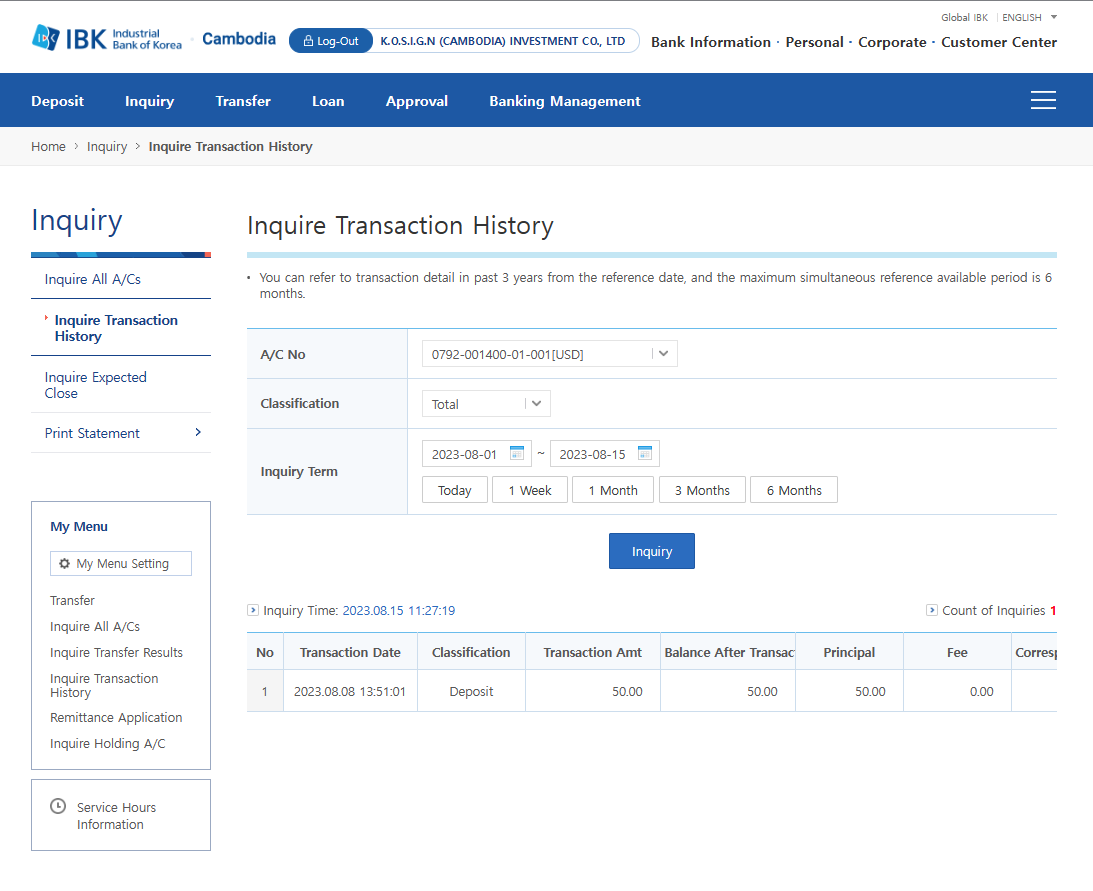 Global IBK | ENGLISH
IBK Industrial Bank of Korea Cambodia Log-Out K.O.S.I.G.N (CAMBODIA) INVESTMENT CO., LTD Bank Information · Personal · Corporate · Customer Center
Deposit Inquiry Transfer Loan Approval Banking Management
Home > Inquiry > Inquire Transaction History
Inquiry
Inquire All A/Cs
Inquire Transaction
History
Inquire Expected
Close
Print Statement
My Menu
My Menu Setting
Transfer
Inquire All A/Cs
Inquire Transfer Results
Inquire Transaction
History
Remittance Application
Inquire Holding A/C
Service Hours
Information
Inquire Transaction History
• You can refer to transaction detail in past 3 years from the reference date, and the maximum simultaneous reference available period is 6
months.
A/C No 0792-001400-01-001[USD]
Classification Total
Inquiry Term 2023-08-01 ~ 2023-08-15
Today 1 Week 1 Month 3 Months 6 Months
Inquiry
Inquiry Time: 2023.08.15 11:27:19 Count of Inquiries 1
No Transaction Date Classification Transaction Amt Balance After Transac Principal Fee Corresp
1 2023.08.08 13:51:01 Deposit 50.00 50.00 50.00 0.00